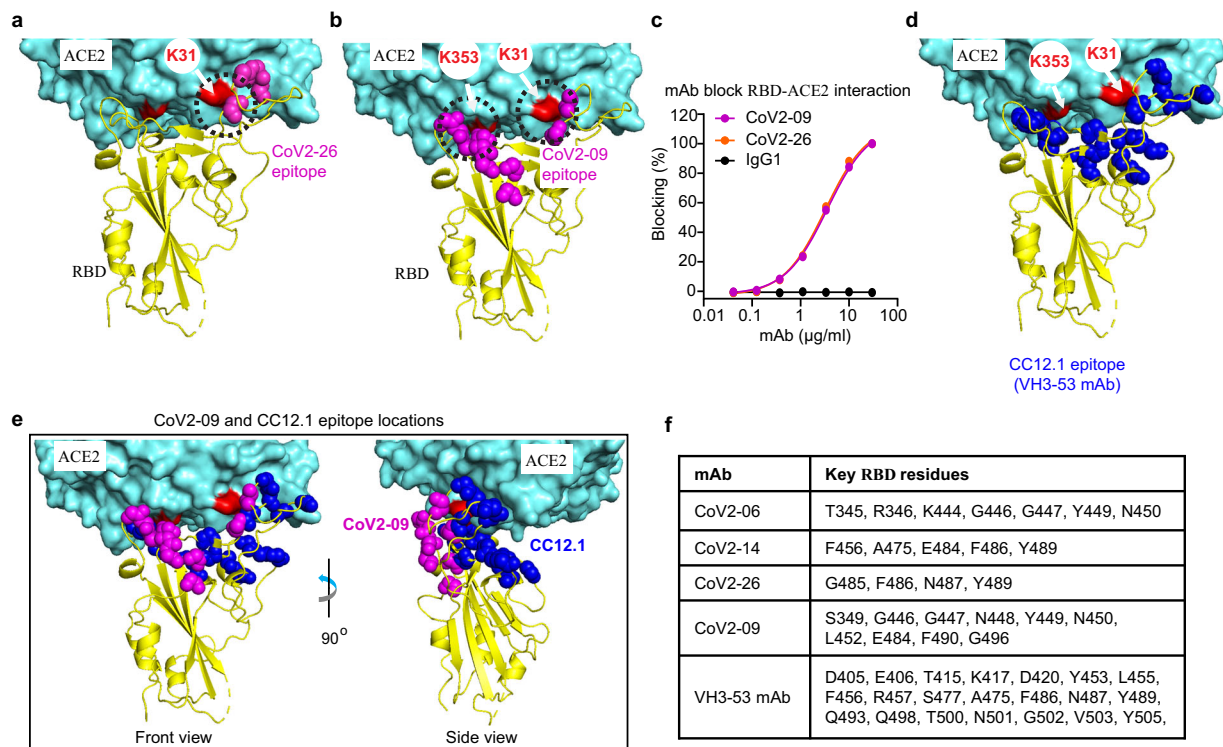 a
ACE2
K31
CoV2-26
epitope
RBD
b
ACE2
K353
K31
CoV2-09
epitope
RBD
c
mAb block RBD-ACE2 interaction
CoV2-09
CoV2-26
IgG1
Blocking (%)
120
100
80
60
40
20
0
0.01
0.1
1
10
100
mAb (µg/ml)
d
ACE2
K353
K31
CC12.1 epitope
(VH3-53 mAb)
e
CoV2-09 and CC12.1 epitope locations
ACE2
ACE2
CoV2-09
CC12.1
90°
Front view
Side view
f
mAb Key RBD residues
CoV2-06 T345, R346, K444, G446, G447, Y449, N450
CoV2-14 F456, A475, E484, F486, Y489
CoV2-26 G485, F486, N487, Y489
CoV2-09 S349, G446, G447, N448, Y449, N450,
L452, E484, F490, G496
VH3-53 mAb D405, E406, T415, K417, D420, Y453, L455,
F456, R457, S477, A475, F486, N487, Y489,
Q493, Q498, T500, N501, G502, V503, Y505,